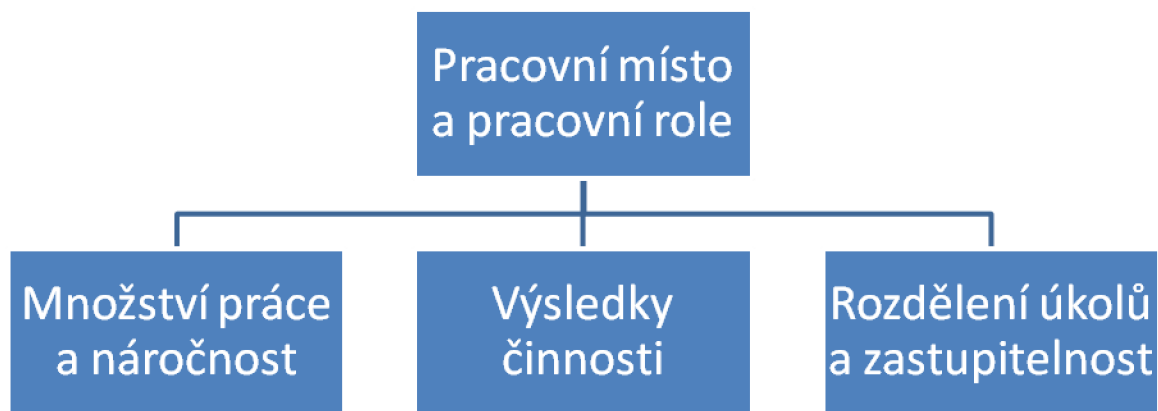 Pracovní místo
a pracovní role
Množství práce
a náročnost
Výsledky
činnosti
Rozdělení úkolů
a zastupitelnost